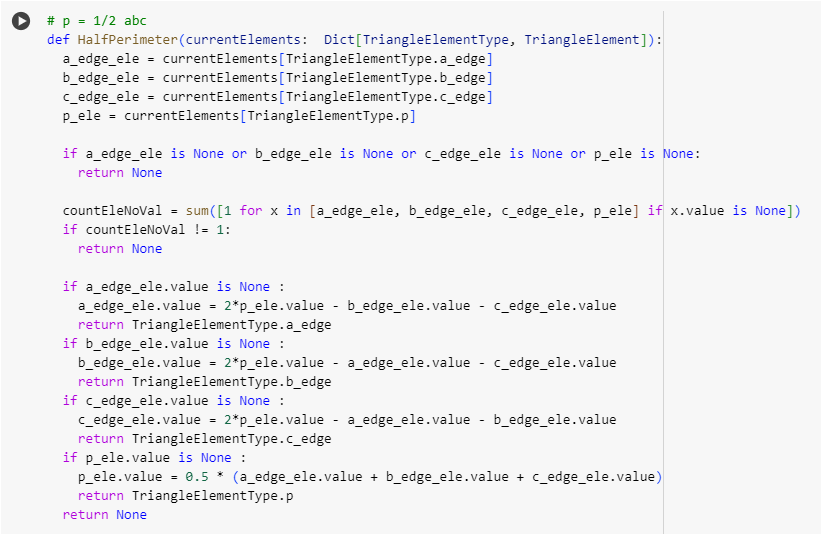 # p = 1/2 abc
def HalfPerimeter(currentElements:  Dict[TriangleElementType, TriangleElement]):
  a_edge_ele = currentElements[TriangleElementType.a_edge]
  b_edge_ele = currentElements[TriangleElementType.b_edge]
  c_edge_ele = currentElements[TriangleElementType.c_edge]
  p_ele = currentElements[TriangleElementType.p]

  if a_edge_ele is None or b_edge_ele is None or c_edge_ele is None or p_ele is None:
    return None

  countEleNoVal = sum([1 for x in [a_edge_ele, b_edge_ele, c_edge_ele, p_ele] if x.value is None])
  if countEleNoVal != 1:
    return None

  if a_edge_ele.value is None :
    a_edge_ele.value = 2*p_ele.value - b_edge_ele.value - c_edge_ele.value
    return TriangleElementType.a_edge
  if b_edge_ele.value is None :
    b_edge_ele.value = 2*p_ele.value - a_edge_ele.value - c_edge_ele.value
    return TriangleElementType.b_edge
  if c_edge_ele.value is None :
    c_edge_ele.value = 2*p_ele.value - a_edge_ele.value - b_edge_ele.value
    return TriangleElementType.c_edge
  if p_ele.value is None :
    p_ele.value = 0.5 * (a_edge_ele.value + b_edge_ele.value + c_edge_ele.value)
    return TriangleElementType.p
  return None